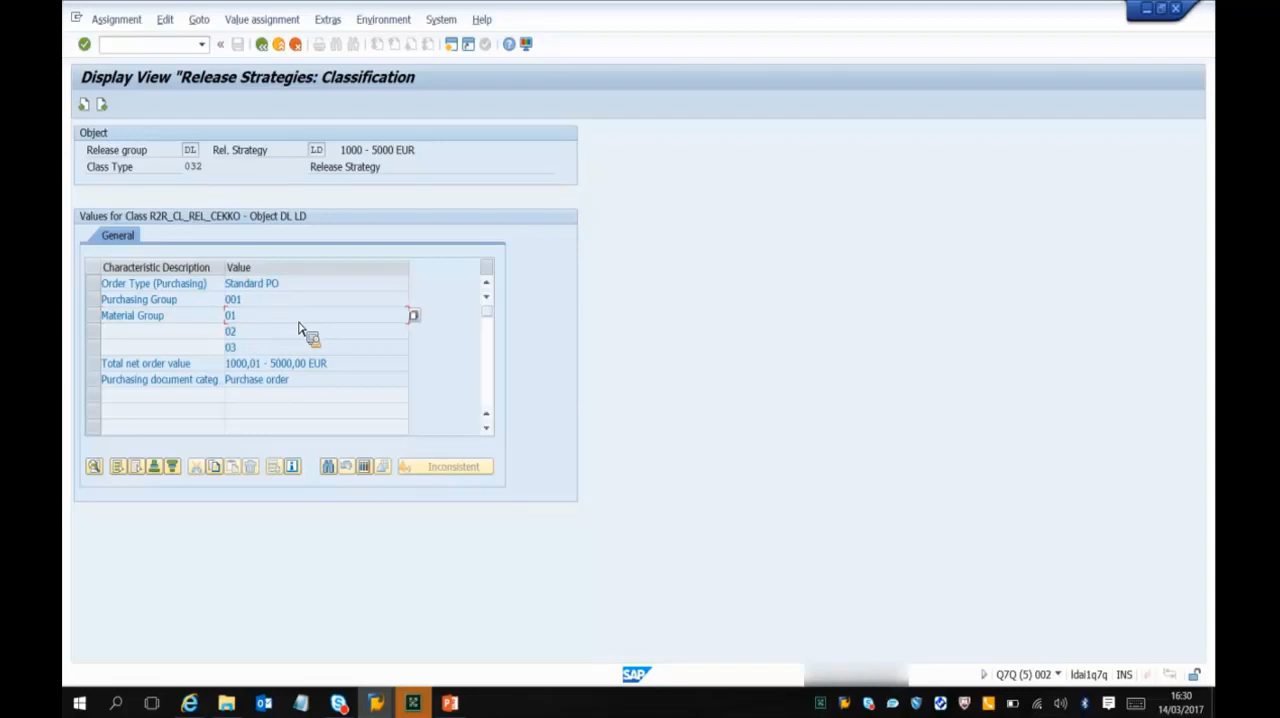 Assignment Edit Goto Value assignment Extras Environment System Help
«
Display View "Release Strategies: Classification
Object
Release group DL Rel. Strategy LD 1000 - 5000 EUR
Class Type 032 Release Strategy
Values for Class R2R_CL_REL_CEKKO - Object DL LD
General
Characteristic Description Value
Order Type (Purchasing) Standard PO
Purchasing Group 001
Material Group 01
02
03
Total net order value 1000,01 - 5000,00 EUR
Purchasing document categ. Purchase order
Inconsistent
SAP
Q7Q (5) 002 ldai1q7q INS
16:30
14/03/2017